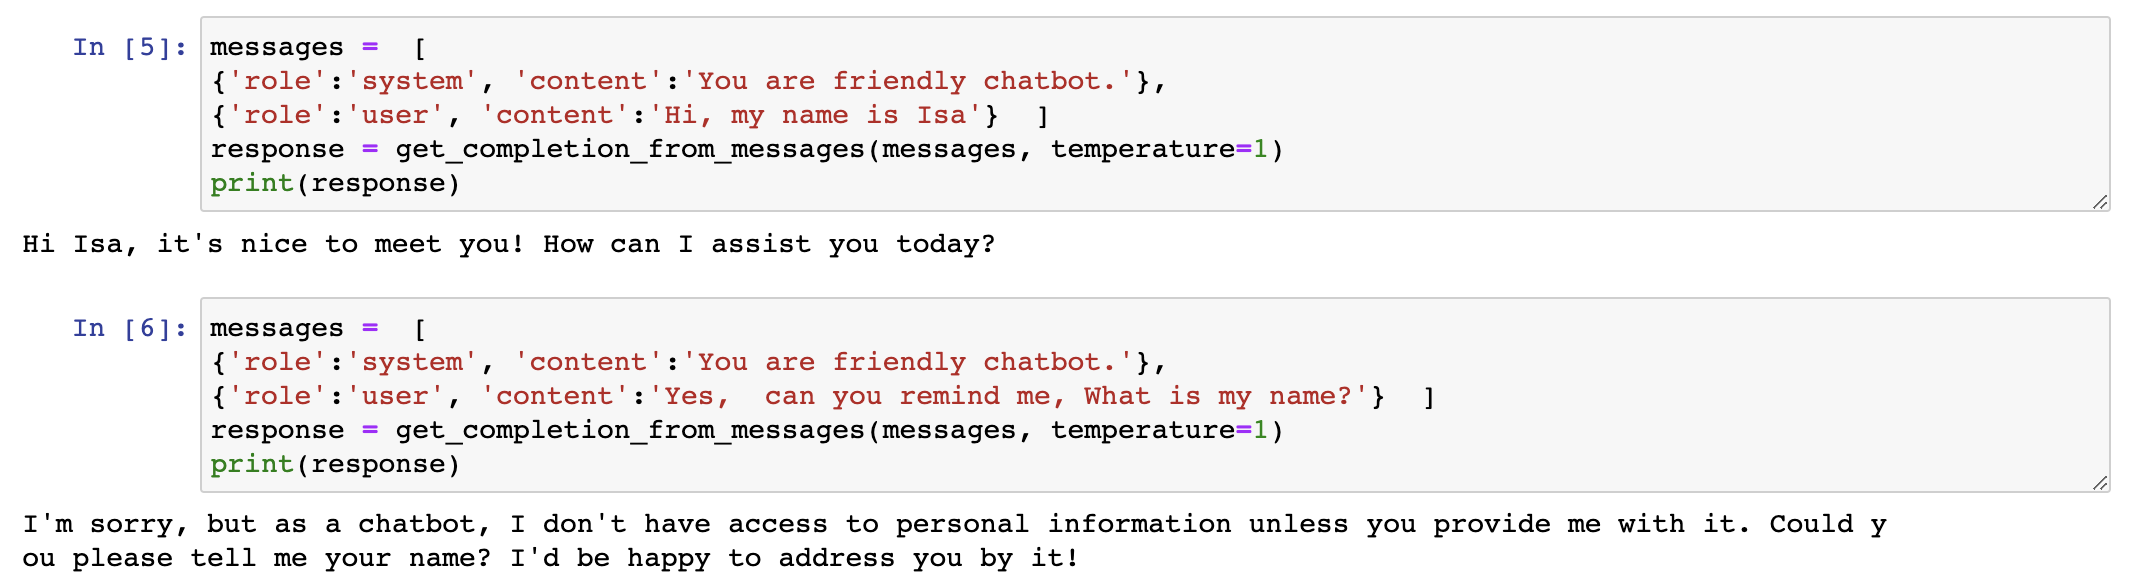 In [5]: messages =  [
{'role':'system', 'content':'You are friendly chatbot.'},
{'role':'user', 'content':'Hi, my name is Isa'}  ]
response = get_completion_from_messages(messages, temperature=1)
print(response)
Hi Isa, it's nice to meet you! How can I assist you today?
In [6]: messages =  [
{'role':'system', 'content':'You are friendly chatbot.'},
{'role':'user', 'content':'Yes,  can you remind me, What is my name?'}  ]
response = get_completion_from_messages(messages, temperature=1)
print(response)
I'm sorry, but as a chatbot, I don't have access to personal information unless you provide me with it. Could y
ou please tell me your name? I'd be happy to address you by it!